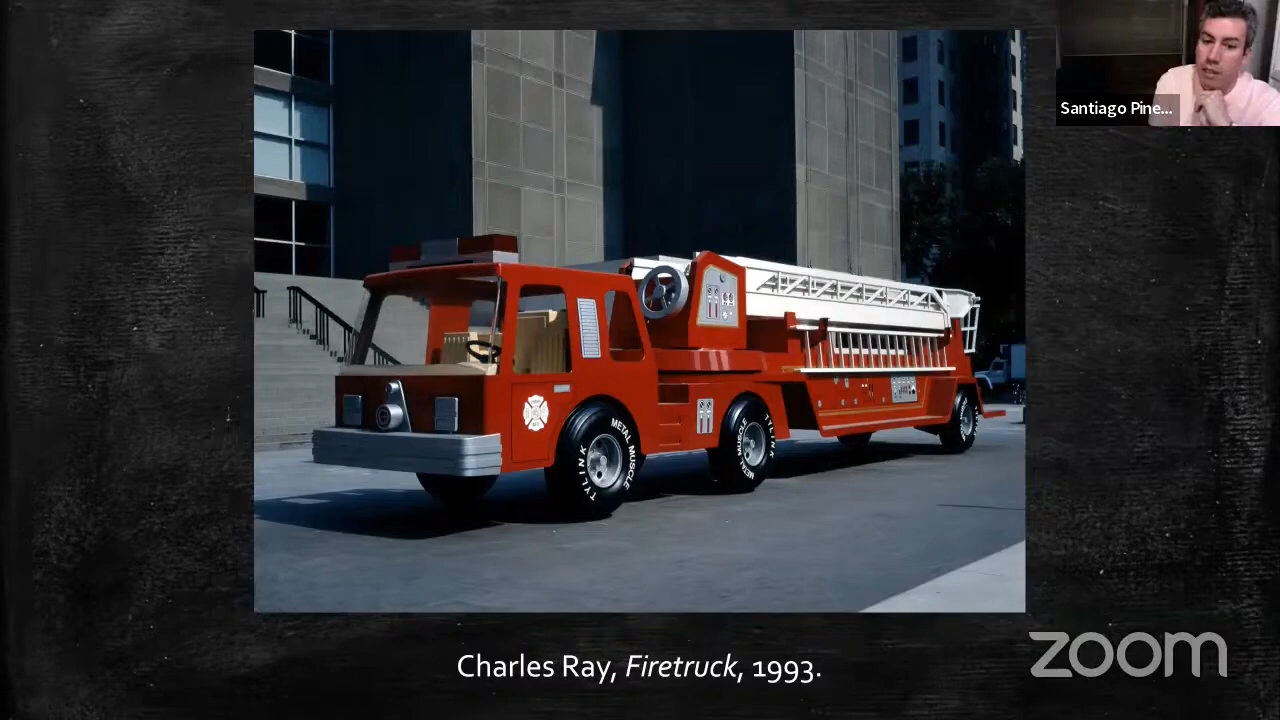 Santiago Pine...
TYLINK
METAL MUSCLE
METAL MUSCLE
TYLINK
Charles Ray, Firetruck, 1993.
zoom